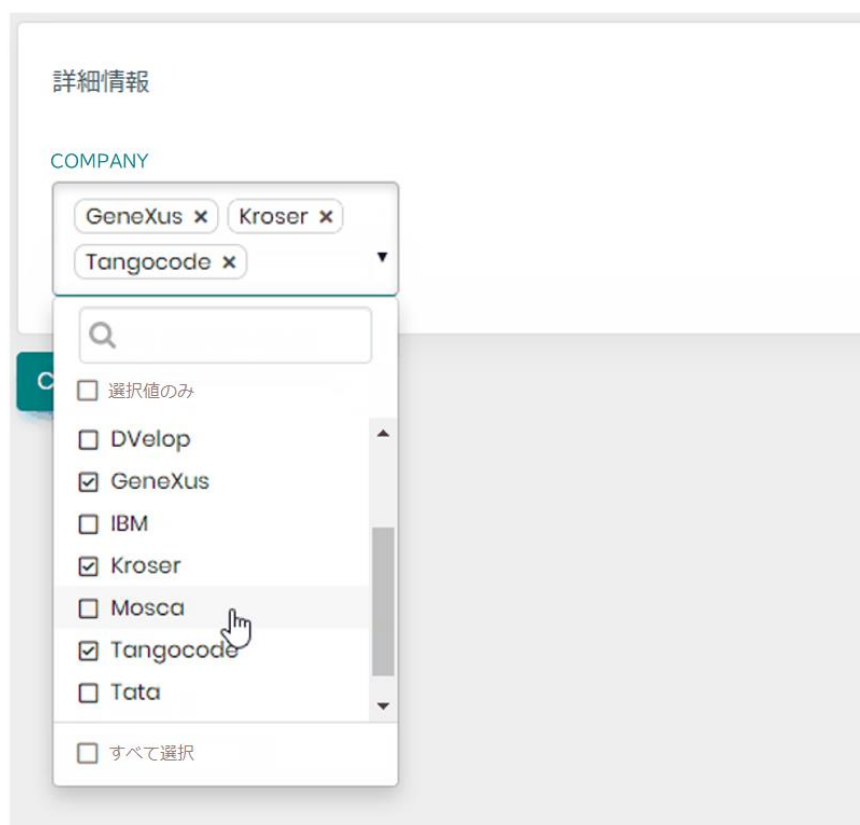 詳細情報
COMPANY
GeneXus × Kroser ×
Tangocode ×
選択値のみ
DVelop
GeneXus
IBM
Kroser
Mosca
Tangocode
Tata
すべて選択